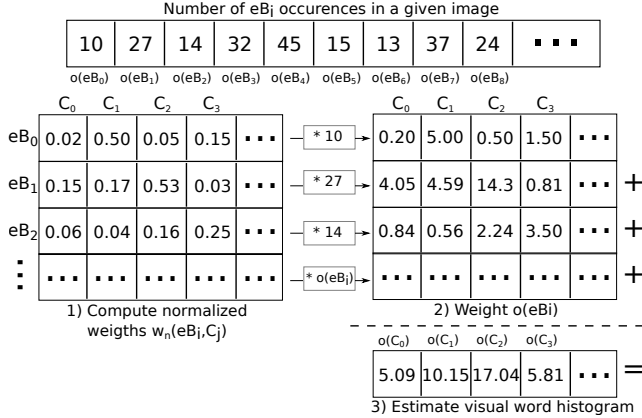 Number of eBi occurences in a given image
10 27 14 32 45 15 13 37 24 ...
o(eB0) o(eB1) o(eB2) o(eB3) o(eB4) o(eB5) o(eB6) o(eB7) o(eB8)
C0 C1 C2 C3 C0 C1 C2 C3
eB0 0.02 0.50 0.05 0.15 ... * 10 0.20 5.00 0.50 1.50 ...
eB1 0.15 0.17 0.53 0.03 ... * 27 4.05 4.59 14.3 0.81 ... +
eB2 0.06 0.04 0.16 0.25 ... * 14 0.84 0.56 2.24 3.50 ... +
... ... ... ... ... ... * o(eBi) ... ... ... ... ... +
1) Compute normalized
weigths wn(eBi,Cj)
2) Weight o(eBi)
o(C0) o(C1) o(C2) o(C3)
5.09 10.15 17.04 5.81 ... =
3) Estimate visual word histogram